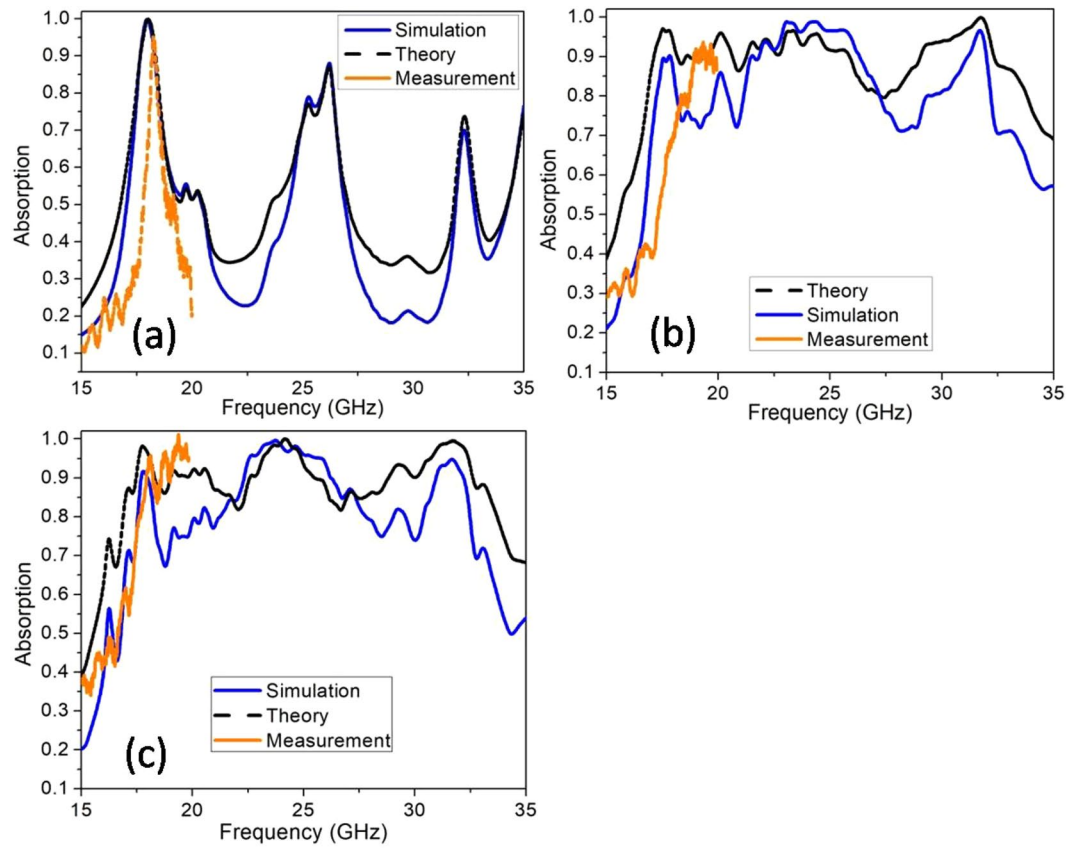 Absorption
1.0
0.9
0.8
0.7
0.6
0.5
0.4
0.3
0.2
0.1
Simulation
Theory
Measurement
(a)
15 20 25 30 35
Frequency (GHz)
Absorption
1.0
0.9
0.8
0.7
0.6
0.5
0.4
0.3
0.2
0.1
Theory
Simulation
Measurement
(b)
15 20 25 30 35
Frequency (GHz)
Absorption
1.0
0.9
0.8
0.7
0.6
0.5
0.4
0.3
0.2
0.1
Simulation
Theory
Measurement
(c)
15 20 25 30 35
Frequency (GHz)